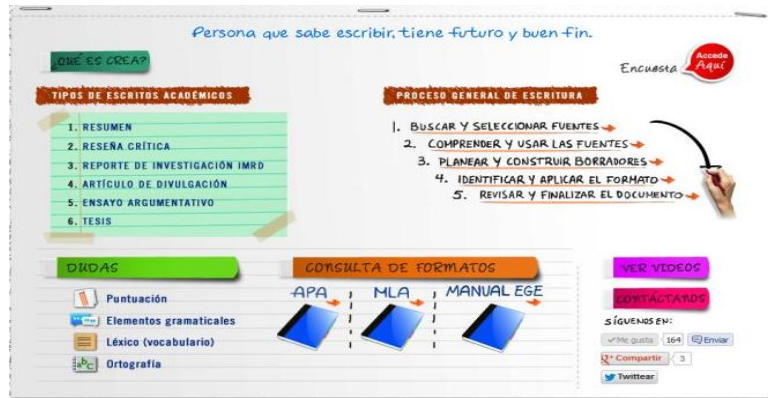 Persona que sabe escribir, tiene futuro y buen fin.
¿QUÉ ES CREA?
Encuesta
Accede
Aquí
TIPOS DE ESCRITOS ACADÉMICOS
1. RESUMEN
2. RESEÑA CRÍTICA
3. REPORTE DE INVESTIGACIÓN IMRD
4. ARTÍCULO DE DIVULGACIÓN
5. ENSAYO ARGUMENTATIVO
6. TESIS
PROCESO GENERAL DE ESCRITURA
1. BUSCAR Y SELECCIONAR FUENTES
2. COMPRENDER Y USAR LAS FUENTES
3. PLANEAR Y CONSTRUIR BORRADORES
4. IDENTIFICAR Y APLICAR EL FORMATO
5. REVISAR Y FINALIZAR EL DOCUMENTO
DUDAS
Puntuación
Elementos gramaticales
Léxico (vocabulario)
abc Ortografía
CONSULTA DE FORMATOS
APA MLA MANUAL EGE
VER VIDEOS
CONTÁCTANOS
SÍGUENOS EN:
Me gusta 164 Enviar
Compartir 3
Twittear